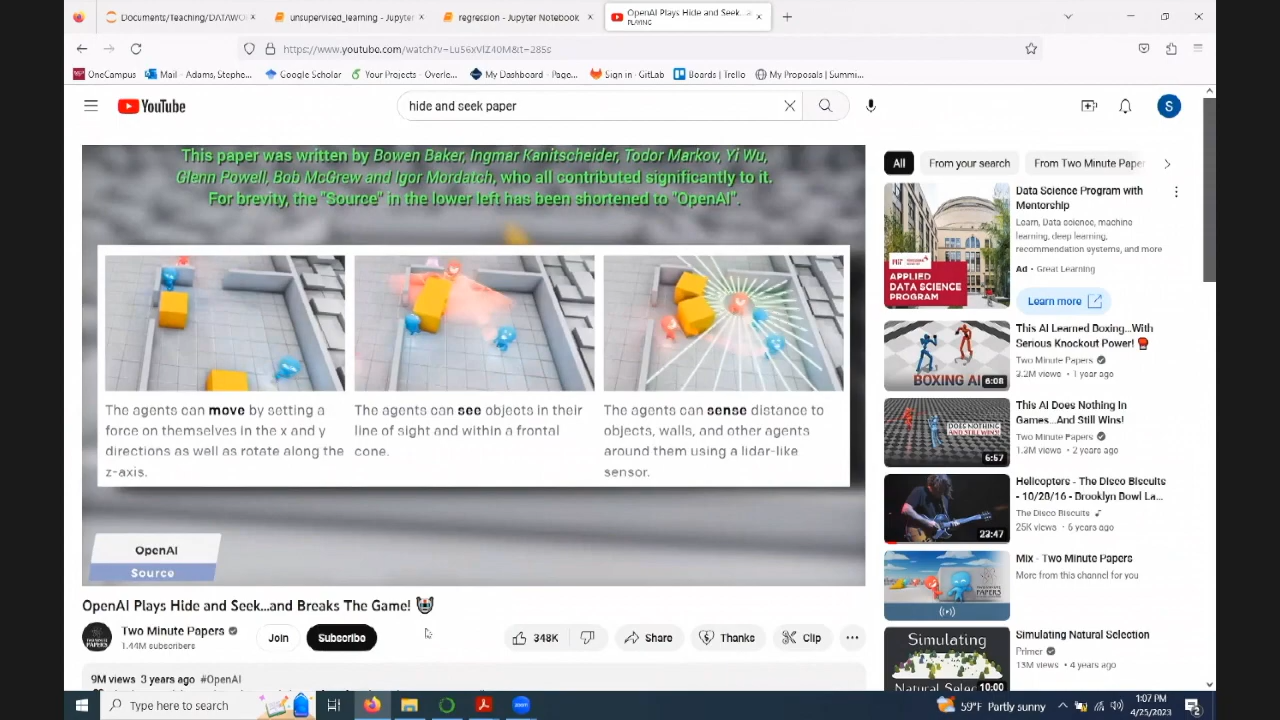 Documents/Teaching/DATAWO
unsupervised_learning - Jupyter
regression - Jupyter Notebook
OpenAI Plays Hide and Seek...a
PLAYING
https://www.youtube.com/watch?v=Lu56xVlZ40M&t=285s
OneCampus
Mail - Adams, Stephe...
Google Scholar
Your Projects - Overle...
My Dashboard - Page...
Sign in · GitLab
Boards | Trello
My Proposals | Summi...
YouTube
hide and seek paper
S
This paper was written by Bowen Baker, Ingmar Kanitscheider, Todor Markov, Yi Wu,
Glenn Powell, Bob McGrew and Igor Mordatch, who all contributed significantly to it.
For brevity, the "Source" in the lower left has been shortened to "OpenAI".
The agents can move by setting a
force on themselves in the x and y
directions as well as rotate along the
z-axis.
The agents can see objects in their
line of sight and within a frontal
cone.
The agents can sense distance to
objects, walls, and other agents
around them using a lidar-like
sensor.
OpenAI
Source
OpenAI Plays Hide and Seek...and Breaks The Game!
Two Minute Papers
1.44M subscribers
Join
Subscribe
348K
Share
Thanks
Clip
9M views 3 years ago #OpenAI
All
From your search
From Two Minute Paper
MIT
APPLIED
DATA SCIENCE
PROGRAM
Data Science Program with
Mentorship
Learn, Data science, machine
learning, deep learning,
recommendation systems, and more
Ad · Great Learning
Learn more
BOXING AI
6:08
This AI Learned Boxing...With
Serious Knockout Power!
Two Minute Papers
3.2M views · 1 year ago
DOES NOTHING
AND STILL WINS!
6:57
This AI Does Nothing In
Games...And Still Wins!
Two Minute Papers
1.3M views · 2 years ago
22:47
Helicopters - The Disco Biscuits
- 10/28/16 - Brooklyn Bowl La...
The Disco Biscuits
25K views · 6 years ago
Mix - Two Minute Papers
More from this channel for you
Simulating
Natural Selec
10:00
Simulating Natural Selection
Primer
13M views · 4 years ago
Type here to search
zoom
59°F Partly sunny
1:07 PM
4/25/2023
2